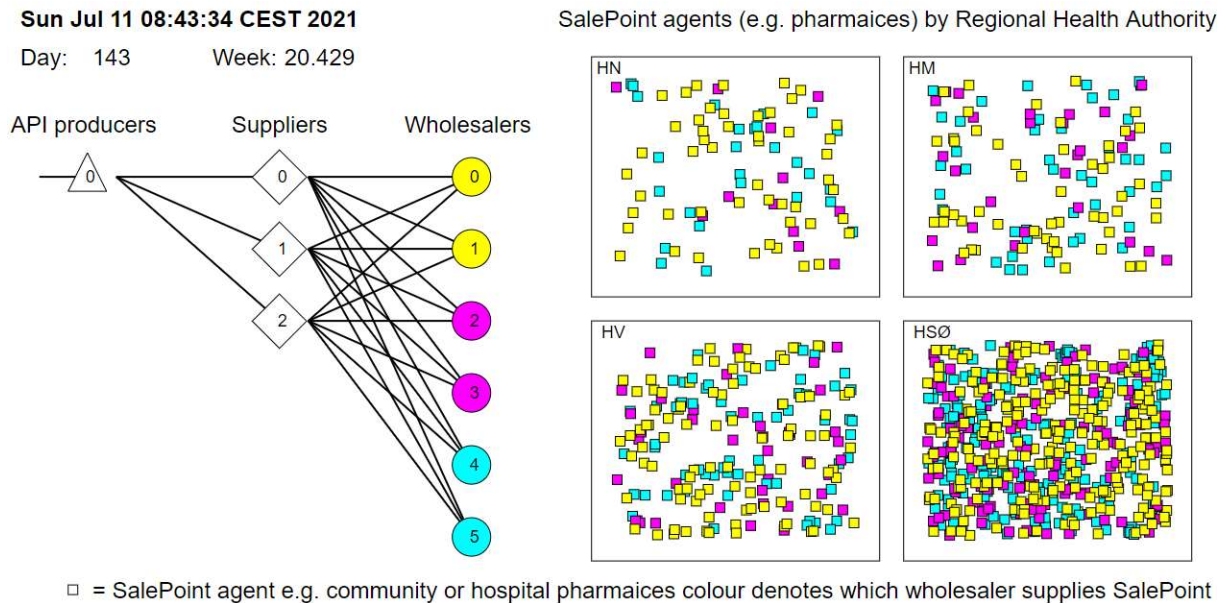 Sun Jul 11 08:43:34 CEST 2021
Day: 143 Week: 20.429
API producers Suppliers Wholesalers
0 0 0
1 1
2 2
3
4
5
SalePoint agents (e.g. pharmaices) by Regional Health Authority
HN HM
HV HSØ
= SalePoint agent e.g. community or hospital pharmaices colour denotes which wholesaler supplies SalePoint